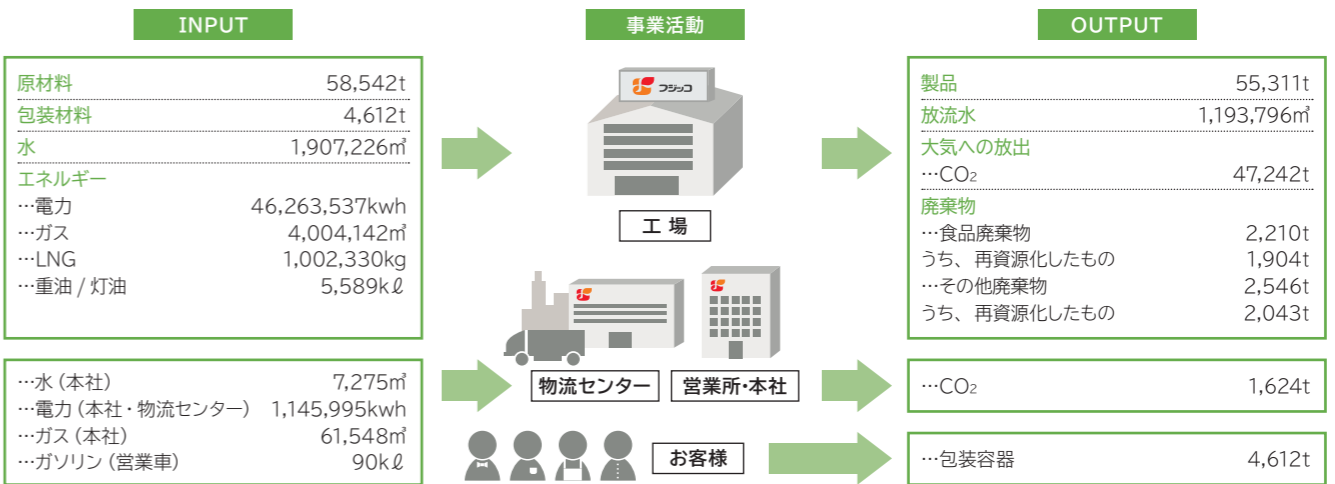 INPUT
原材料 58,542t
包装材料 4,612t
水 1,907,226㎥
エネルギー
…電力 46,263,537kwh
…ガス 4,004,142㎥
…LNG 1,002,330kg
…重油 / 灯油 5,589kℓ
…水（本社） 7,275㎥
…電力（本社・物流センター） 1,145,995kwh
…ガス（本社） 61,548㎥
…ガソリン（営業車） 90kℓ
事業活動
フジッコ
工 場
物流センター
営業所・本社
お客様
OUTPUT
製品 55,311t
放流水 1,193,796㎥
大気への放出
…CO₂ 47,242t
廃棄物
…食品廃棄物 2,210t
うち、再資源化したもの 1,904t
…その他廃棄物 2,546t
うち、再資源化したもの 2,043t
…CO₂ 1,624t
…包装容器 4,612t